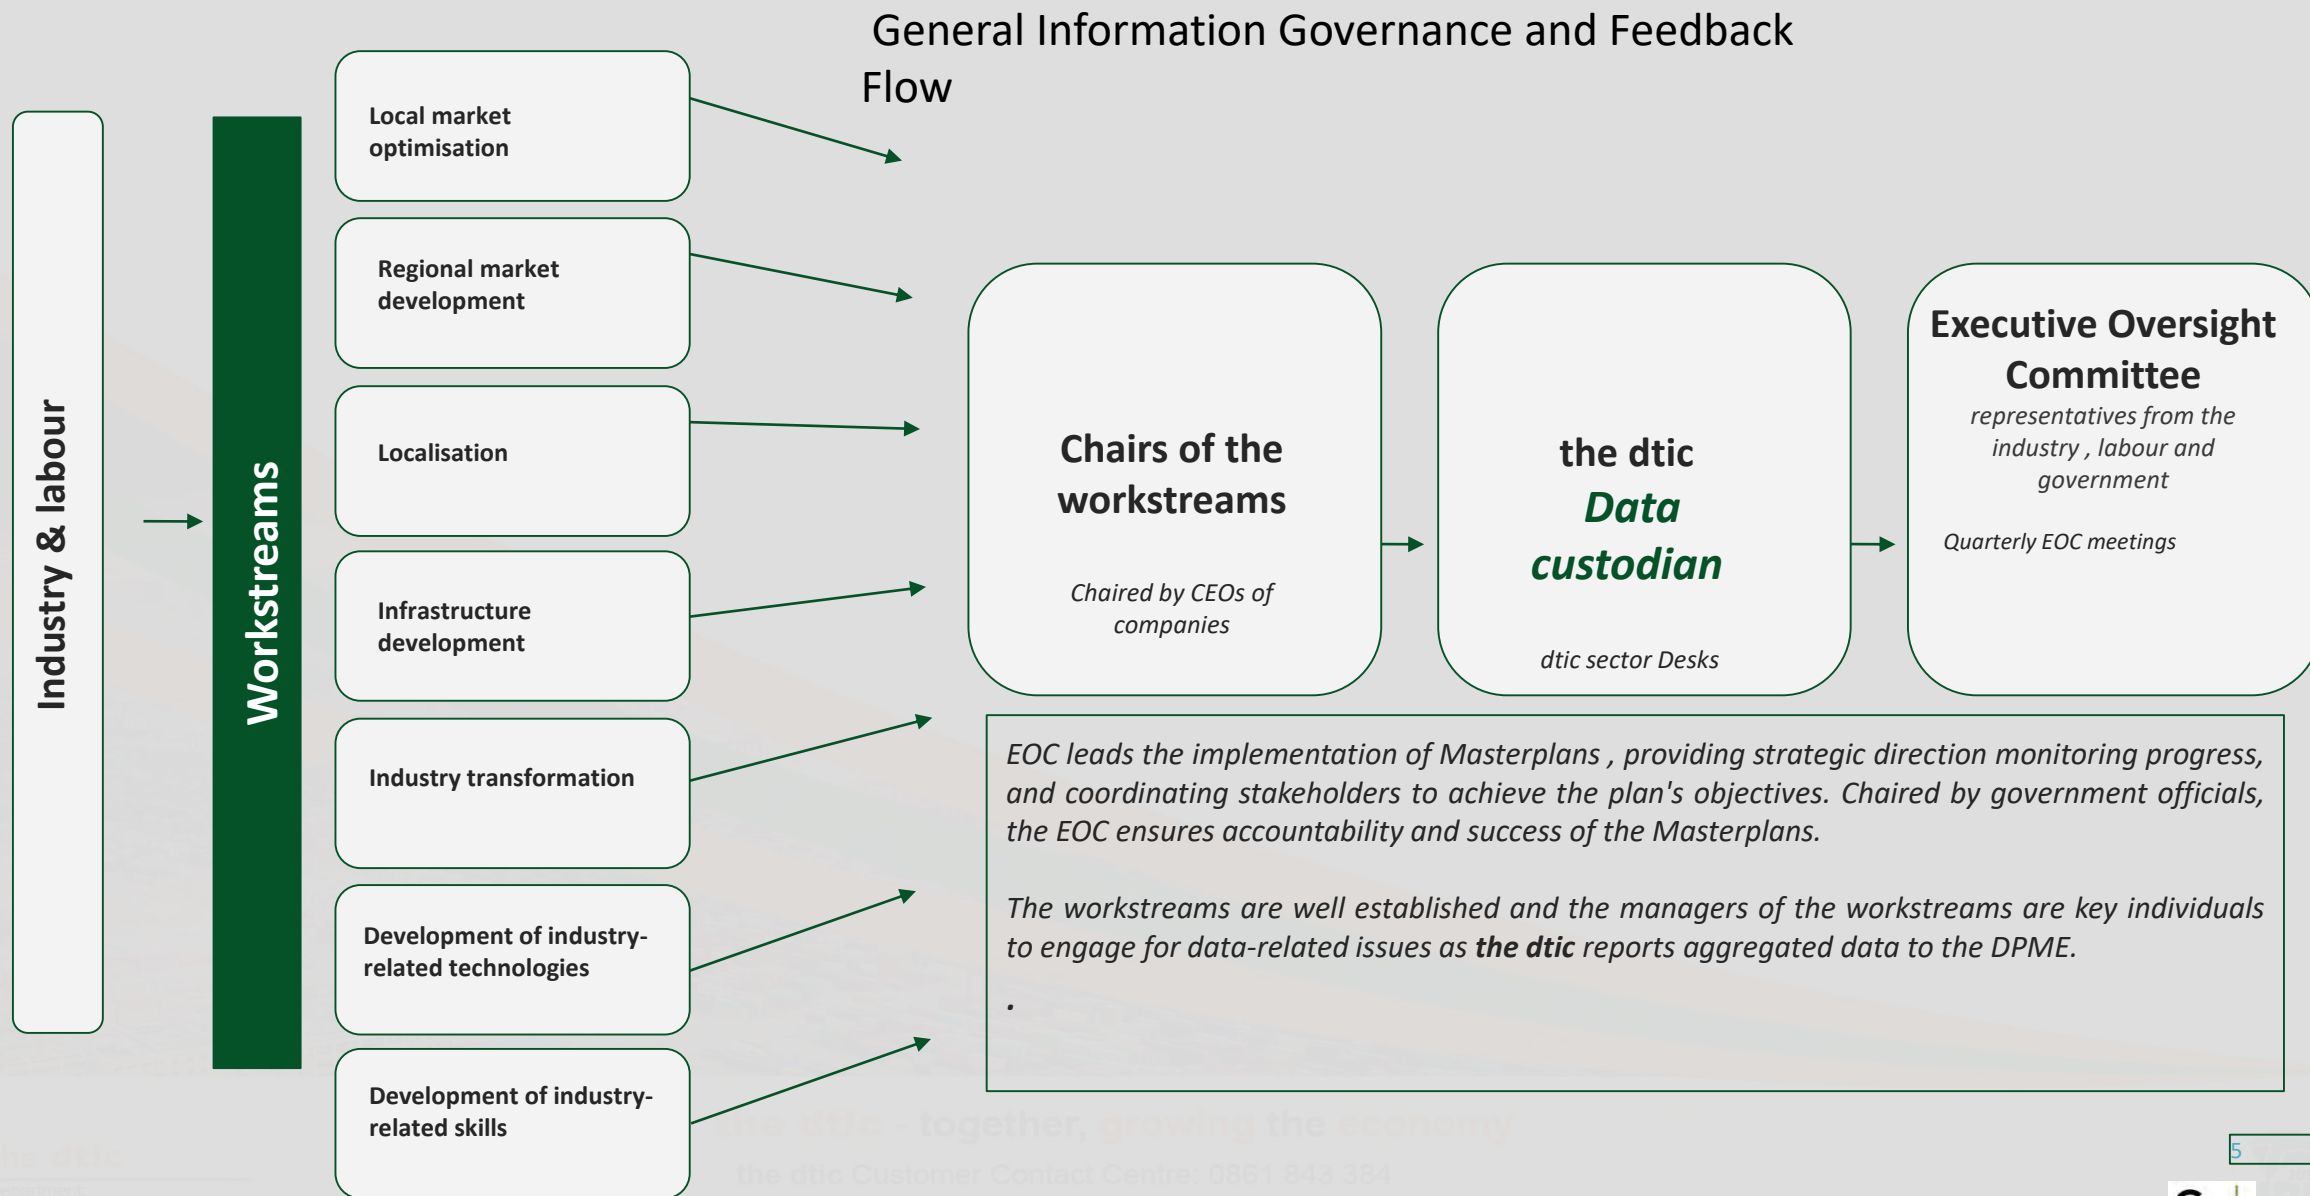 General Information Governance and Feedback
Flow
Industry & labour
Workstreams
Local market
optimisation
Regional market
development
Localisation
Infrastructure
development
Industry transformation
Development of industry-
related technologies
Development of industry-
related skills
Chairs of the
workstreams
Chaired by CEOs of
companies
the dtic
Data
custodian
dtic sector Desks
Executive Oversight
Committee
representatives from the
industry , labour and
government
Quarterly EOC meetings
EOC leads the implementation of Masterplans , providing strategic direction monitoring progress,
and coordinating stakeholders to achieve the plan's objectives. Chaired by government officials,
the EOC ensures accountability and success of the Masterplans.
The workstreams are well established and the managers of the workstreams are key individuals
to engage for data-related issues as the dtic reports aggregated data to the DPME.
.
the dtic - together, growing the economy
the dtic Customer Contact Centre: 0861 843 384
the dtic
5